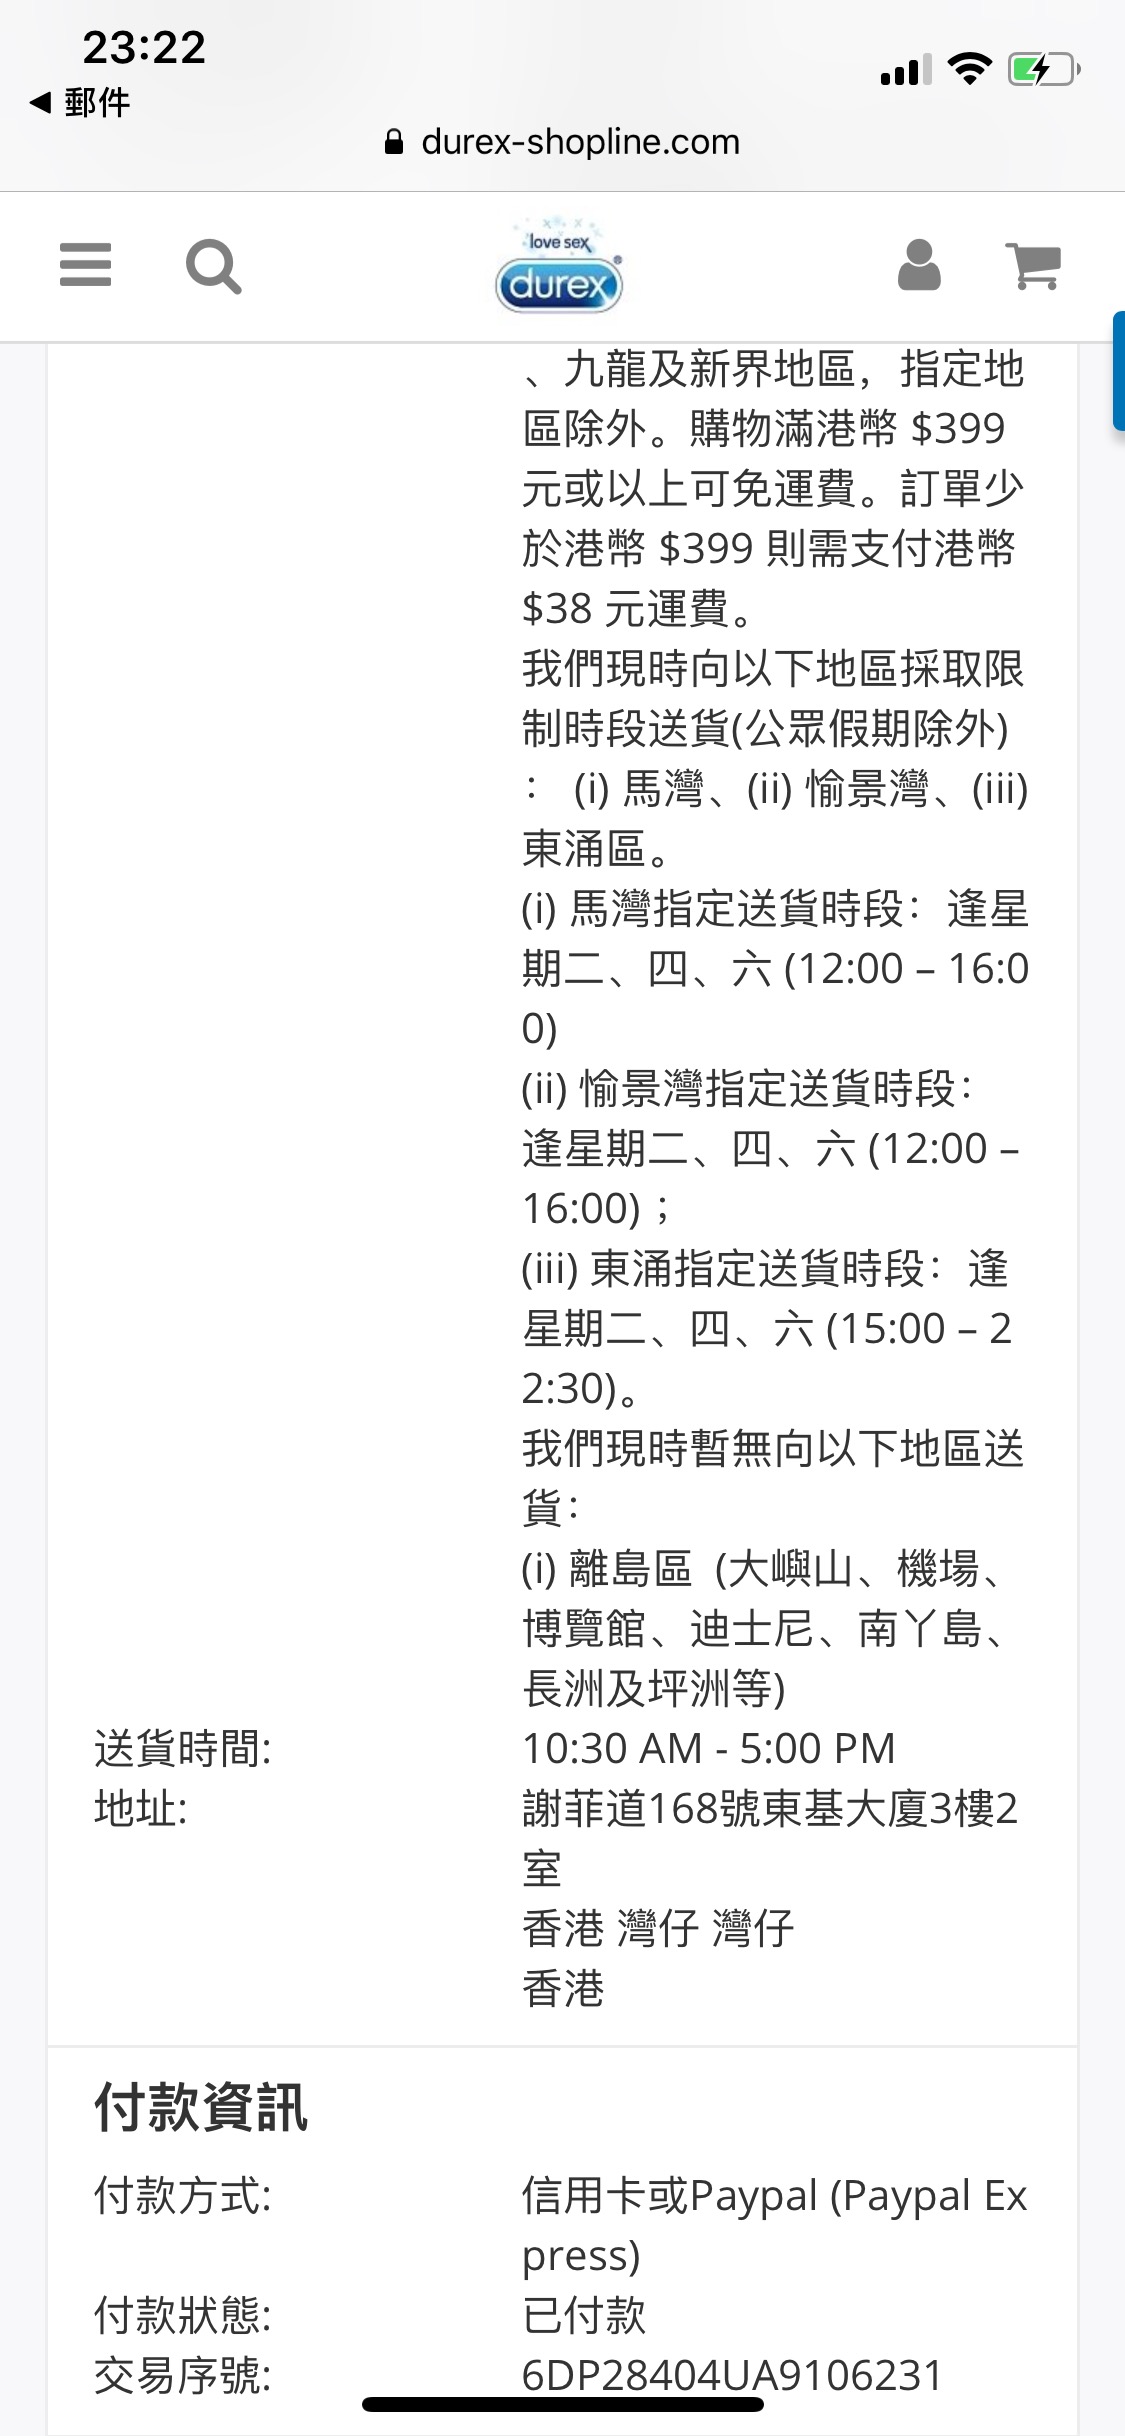 23:22
郵件
durex-shopline.com
love sex
durex
、九龍及新界地區，指定地
區除外。購物滿港幣 $399
元或以上可免運費。訂單少
於港幣 $399 則需支付港幣
$38 元運費。
我們現時向以下地區採取限
制時段送貨(公眾假期除外)
： (i) 馬灣、(ii) 愉景灣、(iii)
東涌區。
(i) 馬灣指定送貨時段：逢星
期二、四、六 (12:00 – 16:0
0)
(ii) 愉景灣指定送貨時段：
逢星期二、四、六 (12:00 –
16:00)；
(iii) 東涌指定送貨時段：逢
星期二、四、六 (15:00 – 2
2:30)。
我們現時暫無向以下地區送
貨：
(i) 離島區 (大嶼山、機場、
博覽館、迪士尼、南丫島、
長洲及坪洲等)
送貨時間: 10:30 AM - 5:00 PM
地址: 謝菲道168號東基大廈3樓2
室
香港 灣仔 灣仔
香港
付款資訊
付款方式: 信用卡或Paypal (Paypal Ex
press)
付款狀態: 已付款
交易序號: 6DP28404UA9106231